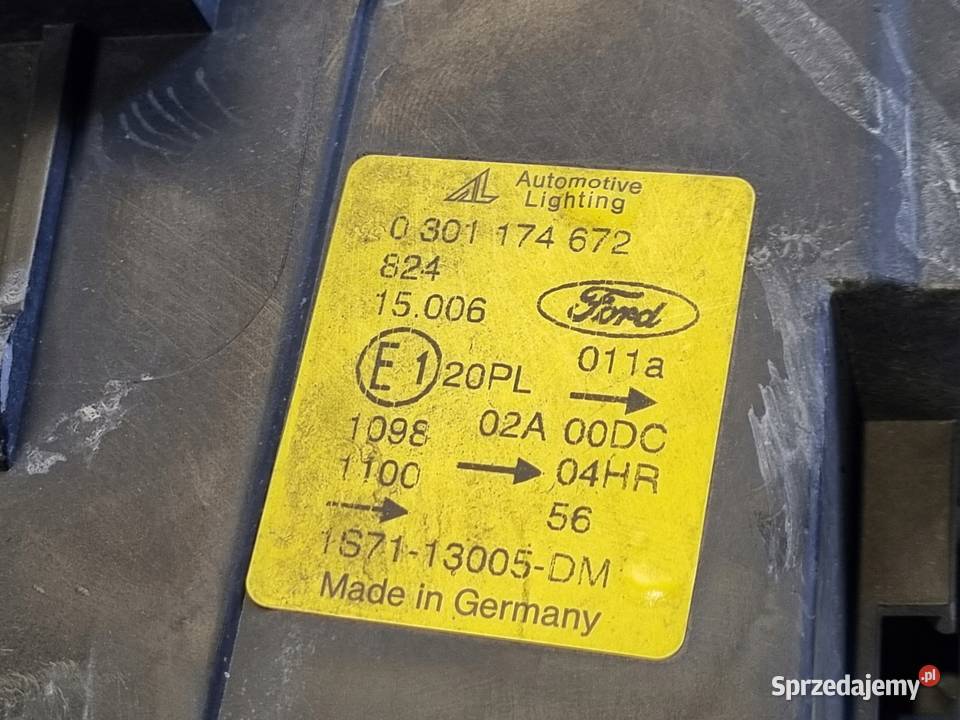 AL Automotive
Lighting
0 301 174 672
824
15.006 Ford
E1 20PL 011a
1098 02A 00DC
1100 04HR
56
1S71-13005-DM
Made in Germany
Sprzedajemy.pl